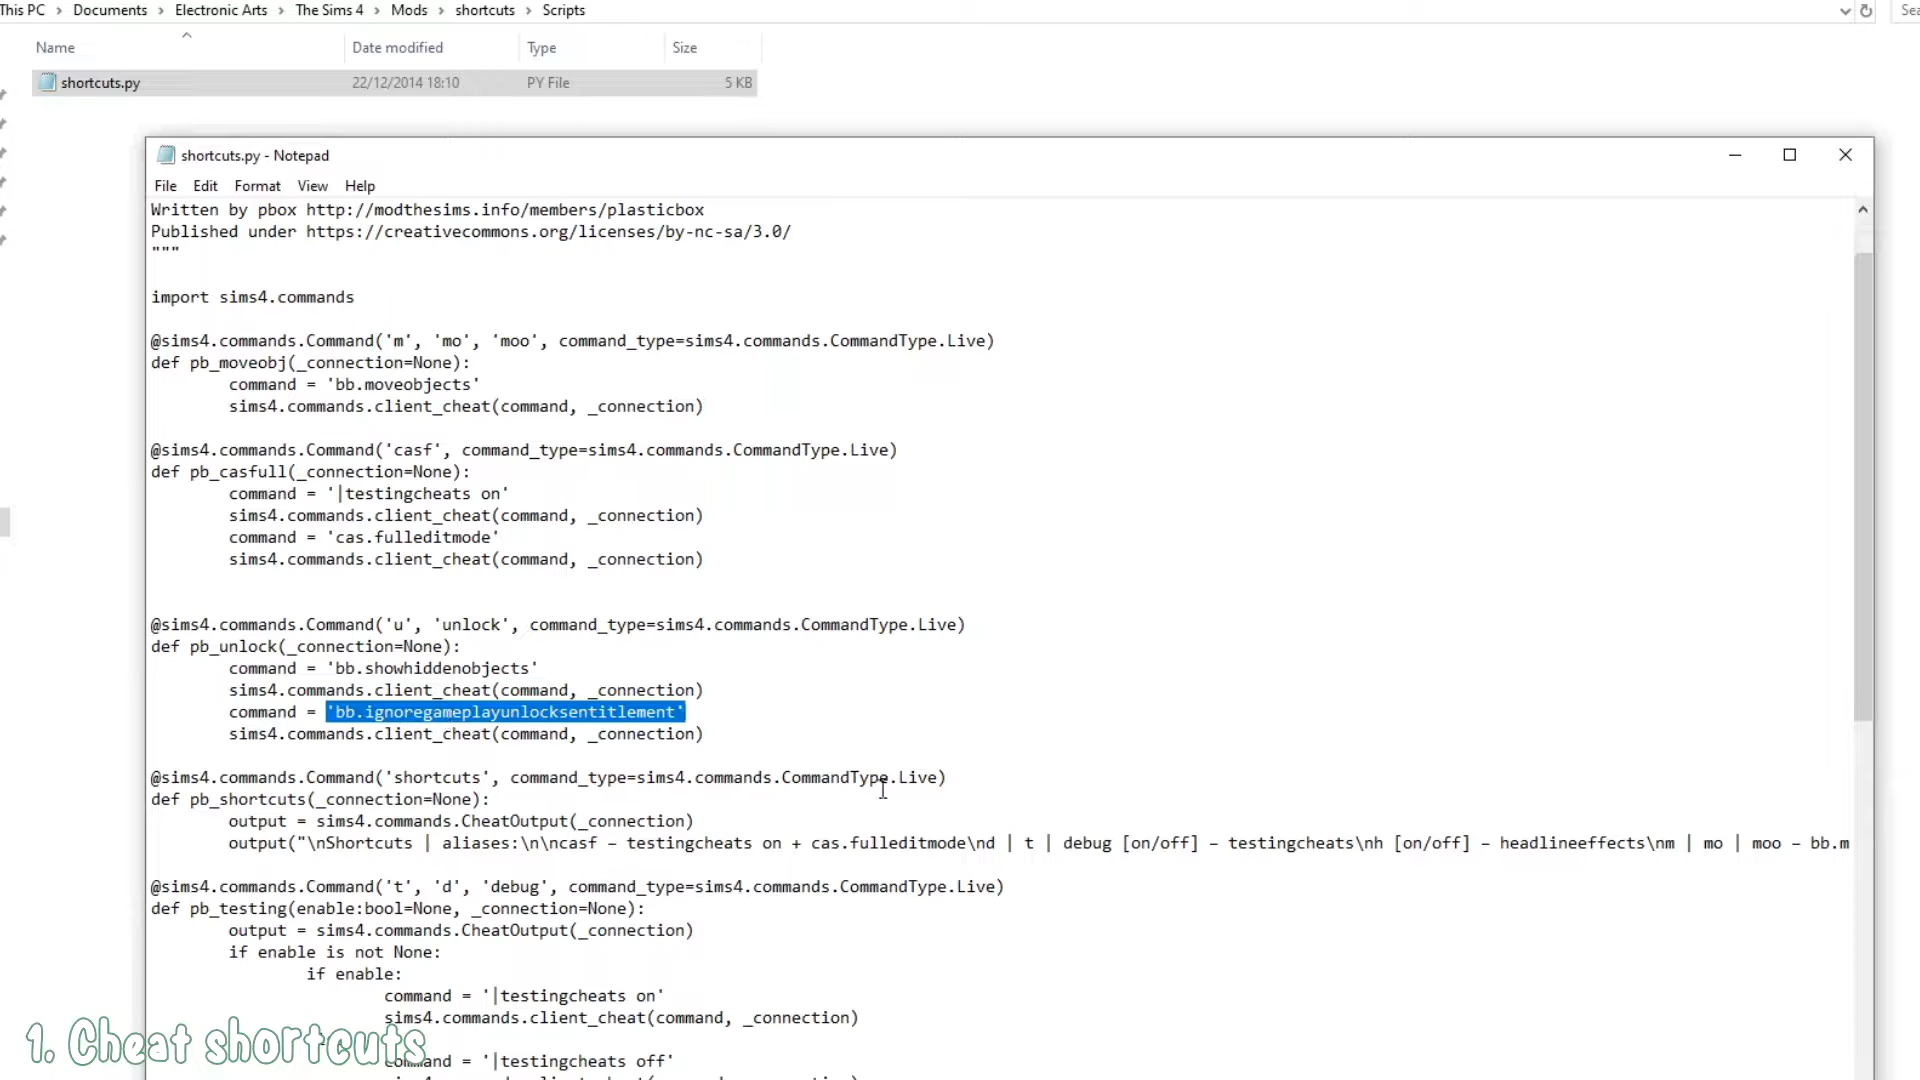 This PC > Documents > Electronic Arts > The Sims 4 > Mods > shortcuts > Scripts
Name Date modified Type Size
shortcuts.py 22/12/2014 18:10 PY File 5 KB
shortcuts.py - Notepad
File Edit Format View Help
Written by pbox http://modthesims.info/members/plasticbox
Published under https://creativecommons.org/licenses/by-nc-sa/3.0/
"""
import sims4.commands
@sims4.commands.Command('m', 'mo', 'moo', command_type=sims4.commands.CommandType.Live)
def pb_moveobj(_connection=None):
command = 'bb.moveobjects'
sims4.commands.client_cheat(command, _connection)
@sims4.commands.Command('casf', command_type=sims4.commands.CommandType.Live)
def pb_casfull(_connection=None):
command = '|testingcheats on'
sims4.commands.client_cheat(command, _connection)
command = 'cas.fulleditmode'
sims4.commands.client_cheat(command, _connection)
@sims4.commands.Command('u', 'unlock', command_type=sims4.commands.CommandType.Live)
def pb_unlock(_connection=None):
command = 'bb.showhiddenobjects'
sims4.commands.client_cheat(command, _connection)
command = 'bb.ignoregameplayunlocksentitlement'
sims4.commands.client_cheat(command, _connection)
@sims4.commands.Command('shortcuts', command_type=sims4.commands.CommandType.Live)
def pb_shortcuts(_connection=None):
output = sims4.commands.CheatOutput(_connection)
output("\nShortcuts | aliases:\n\ncasf – testingcheats on + cas.fulleditmode\nd | t | debug [on/off] – testingcheats\nh [on/off] – headlineeffects\nm | mo | moo – bb.m
@sims4.commands.Command('t', 'd', 'debug', command_type=sims4.commands.CommandType.Live)
def pb_testing(enable:bool=None, _connection=None):
output = sims4.commands.CheatOutput(_connection)
if enable is not None:
if enable:
command = '|testingcheats on'
sims4.commands.client_cheat(command, _connection)
command = '|testingcheats off'
1. Cheat shortcuts